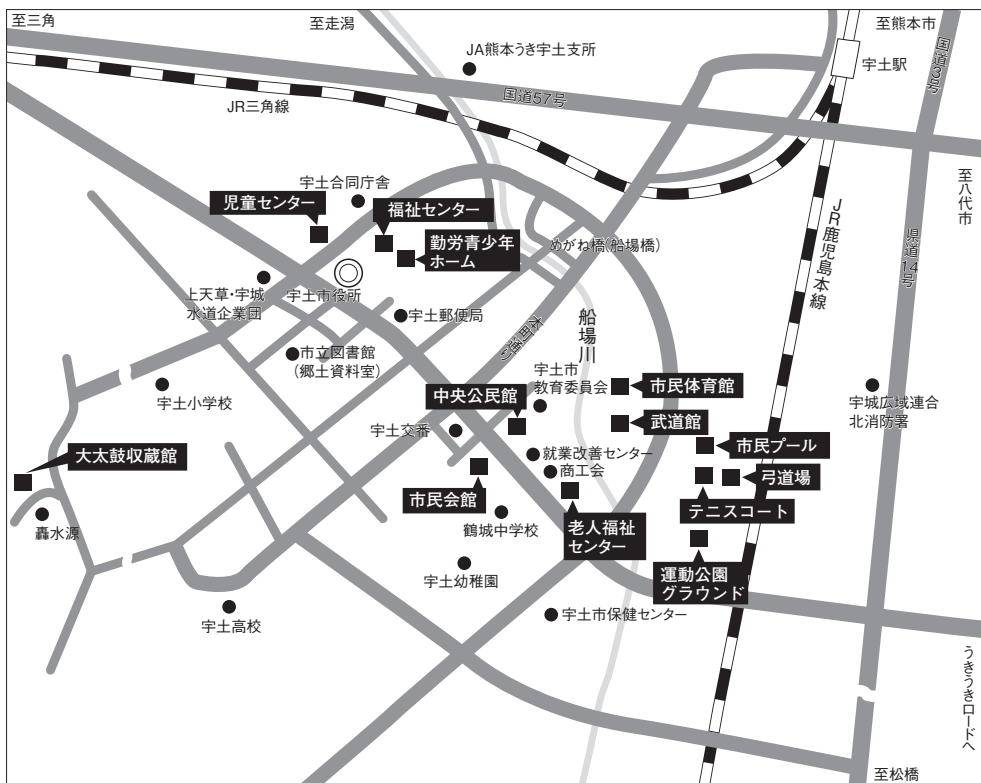 至三角
至走潟
至熊本市
JA熊本うき宇土支所
宇土駅
国道3号
国道57号
JR三角線
至八代市
宇土合同庁舎
児童センター
福祉センター
勤労青少年
ホーム
めがね橋(船場橋)
JR鹿児島本線
県道14号
上天草・宇城
水道企業団
宇土市役所
宇土郵便局
本町通り
船場川
市立図書館
(郷土資料室)
宇土市
教育委員会
市民体育館
中央公民館
宇土小学校
宇城広域連合
北消防署
武道館
宇土交番
市民プール
大太鼓収蔵館
就業改善センター
商工会
弓道場
市民会館
テニスコート
轟水源
鶴城中学校
老人福祉
センター
宇土幼稚園
運動公園
グラウンド
宇土高校
宇土市保健センター
うきうきロードへ
至松橋